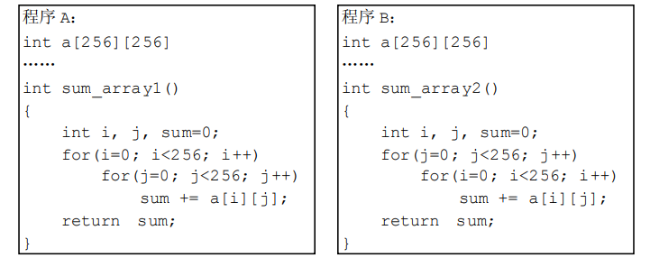 程序 A:
int a[256][256]
……
int sum_array1()
{
    int i, j, sum=0;
    for(i=0; i<256; i++)
        for(j=0; j<256; j++)
            sum += a[i][j];
    return  sum;
}
程序 B:
int a[256][256]
……
int sum_array2()
{
    int i, j, sum=0;
    for(j=0; j<256; j++)
        for(i=0; i<256; i++)
            sum += a[i][j];
    return  sum;
}